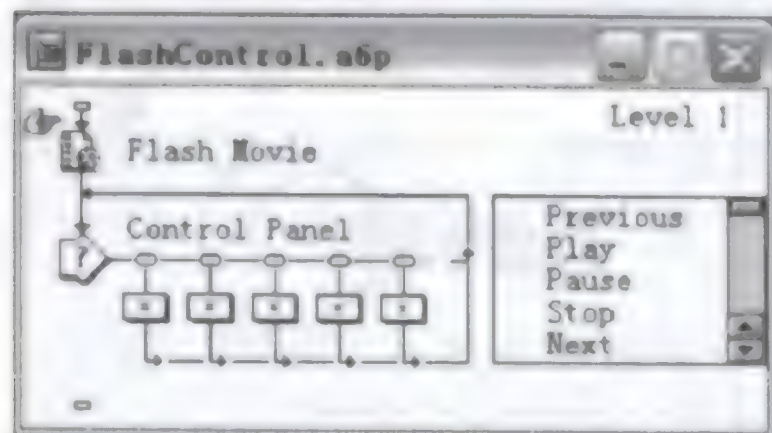 FlashControl.a6p
Level 1
Flash Movie
Control Panel
?
Previous
Play
Pause
Stop
Next